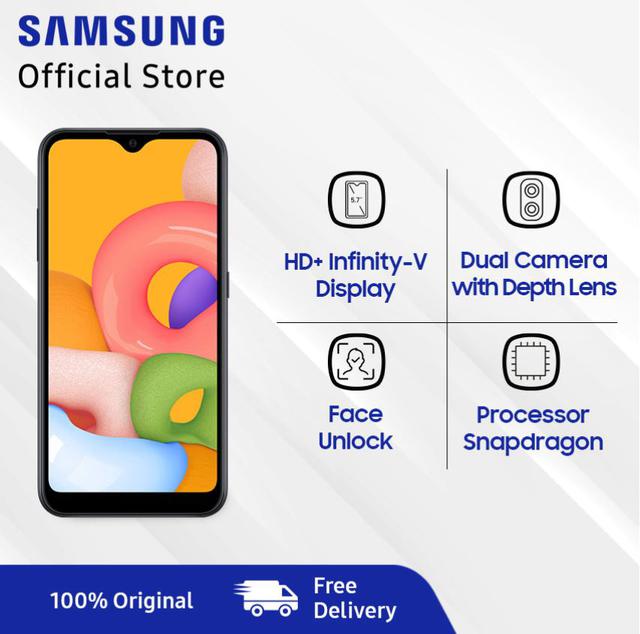 SAMSUNG
Official Store
5.7"
HD+ Infinity-V
Display
Dual Camera
with Depth Lens
Face
Unlock
Processor
Snapdragon
100% Original
Free
Delivery